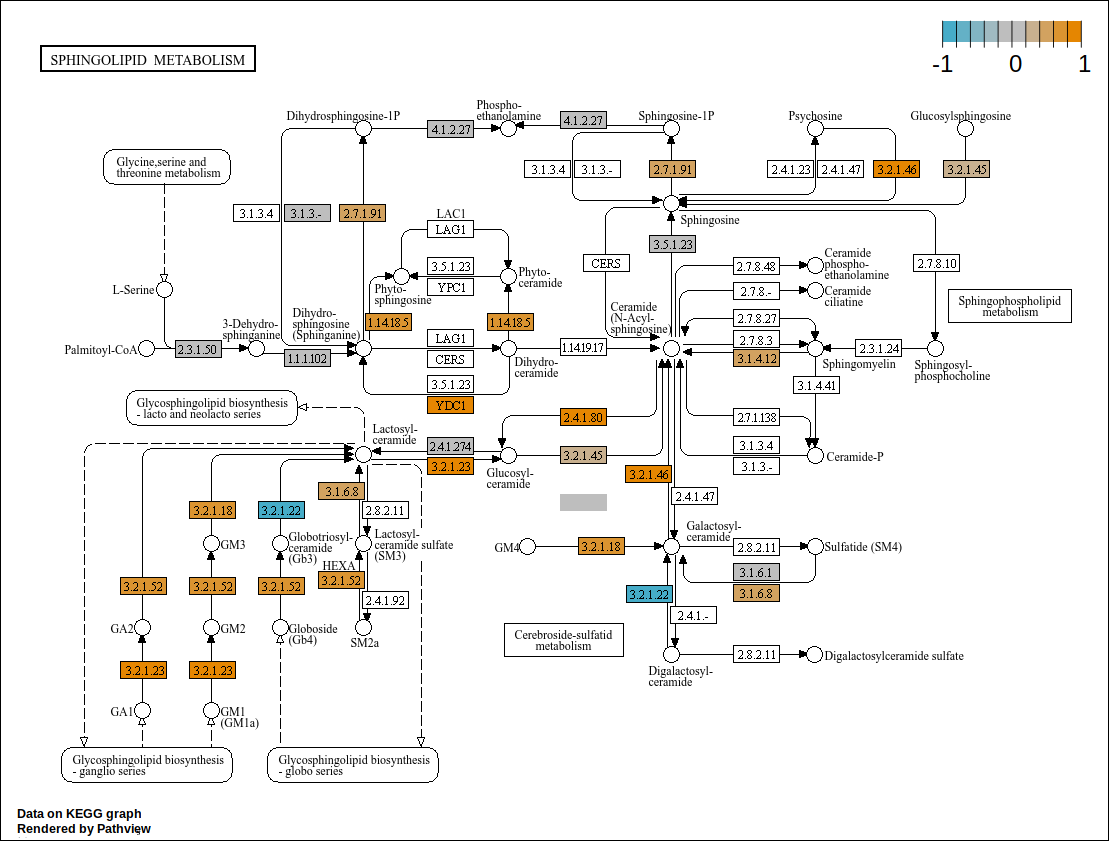 SPHINGOLIPID METABOLISM
-1 0 1
Dihydrosphingosine-1P
4.1.2.27
Phospho-
ethanolamine
4.1.2.27
Sphingosine-1P
Psychosine
Glucosylsphingosine
Glycine,serine and
threonine metabolism
3.1.3.4
3.1.3.-
2.7.1.91
2.4.1.23
2.4.1.47
3.2.1.46
3.2.1.45
3.1.3.4
3.1.3.-
2.7.1.91
LAC1
LAG1
Sphingosine
3.5.1.23
CERS
3.5.1.23
YPC1
Phyto-
sphingosine
Phyto-
ceramide
2.7.8.48
Ceramide
phospho-
ethanolamine
2.7.8.10
2.7.8.-
Ceramide
ciliatine
L-Serine
Sphingophospholipid
metabolism
3-Dehydro-
sphinganine
Dihydro-
sphingosine
(Sphinganine)
1.14.18.5
1.14.18.5
Ceramide
(N-Acyl-
sphingosine)
2.7.8.27
2.7.8.3
3.1.4.12
Palmitoyl-CoA
2.3.1.50
1.1.1.102
LAG1
CERS
Dihydro-
ceramide
1.14.19.17
Sphingomyelin
2.3.1.24
Sphingosyl-
phosphocholine
3.5.1.23
YDC1
3.1.4.41
Glycosphingolipid biosynthesis
- lacto and neolacto series
2.4.1.80
2.7.1.138
Lactosyl-
ceramide
2.4.1.274
3.2.1.23
Glucosyl-
ceramide
3.2.1.45
3.1.3.4
3.1.3.-
Ceramide-P
3.2.1.46
2.4.1.47
3.1.6.8
2.8.2.11
3.2.1.18
3.2.1.22
GM3
Globotriosyl-
ceramide
(Gb3)
Lactosyl-
ceramide sulfate
(SM3)
GM4
3.2.1.18
Galactosyl-
ceramide
2.8.2.11
Sulfatide (SM4)
HEXA
3.1.6.1
3.1.6.8
3.2.1.52
3.2.1.52
3.2.1.52
3.2.1.52
2.4.1.92
3.2.1.22
2.4.1.-
GA2
GM2
Globoside
(Gb4)
SM2a
Cerebroside-sulfatid
metabolism
Digalactosyl-
ceramide
2.8.2.11
Digalactosylceramide sulfate
3.2.1.23
3.2.1.23
GA1
GM1
(GM1a)
Glycosphingolipid biosynthesis
- ganglio series
Glycosphingolipid biosynthesis
- globo series
Data on KEGG graph
Rendered by Pathview